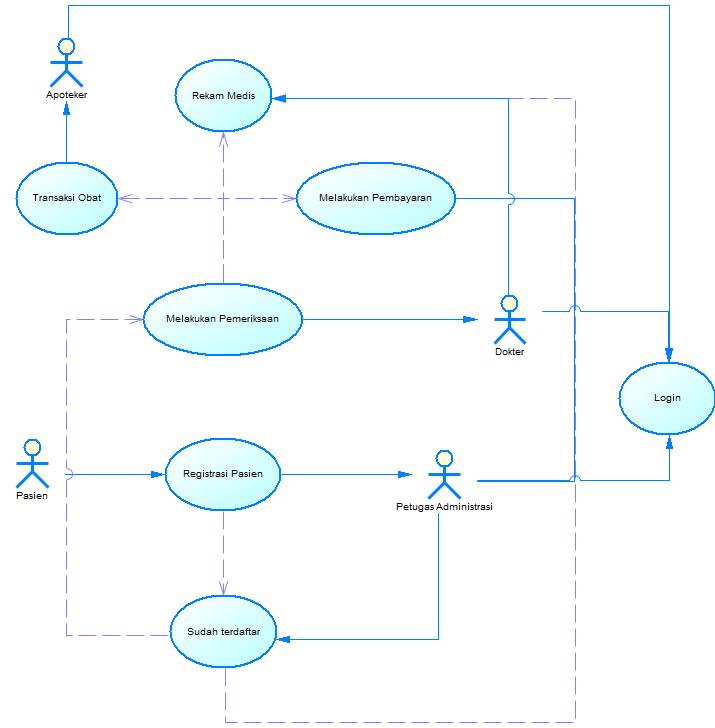 Apoteker
Rekam Medis
Transaksi Obat
Melakukan Pembayaran
Melakukan Pemeriksaan
Dokter
Login
Pasien
Registrasi Pasien
Petugas Administrasi
Sudah terdaftar